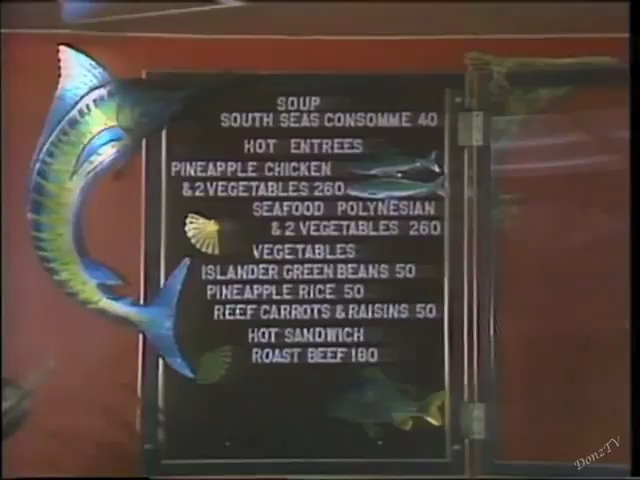 SOUP
SOUTH SEAS CONSOMME 40
HOT ENTREES
PINEAPPLE CHICKEN
& 2 VEGETABLES 260
SEAFOOD POLYNESIAN
& 2 VEGETABLES 260
VEGETABLES
ISLANDER GREEN BEANS 50
PINEAPPLE RICE 50
REEF CARROTS & RAISINS 50
HOT SANDWICH
ROAST BEEF 180
DonzTV